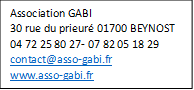 Association GABI
30 rue du prieuré 01700 BEYNOST
04 72 25 80 27- 07 82 05 18 29
contact@asso-gabi.fr
www.asso-gabi.fr